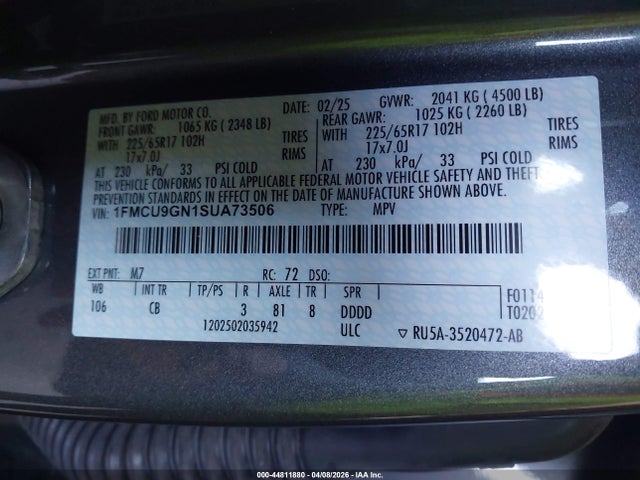 MFD. BY FORD MOTOR CO. DATE: 02/25 GVWR: 2041 KG ( 4500 LB)
FRONT GAWR: 1065 KG ( 2348 LB) REAR GAWR: 1025 KG ( 2260 LB)
WITH 225/65R17 102H TIRES WITH 225/65R17 102H TIRES
17x7.0J RIMS 17x7.0J RIMS
AT 230 kPa/ 33 PSI COLD AT 230 kPa/ 33 PSI COLD
THIS VEHICLE CONFORMS TO ALL APPLICABLE FEDERAL MOTOR VEHICLE SAFETY AND THEFT
PREVENTION STANDARDS IN EFFECT ON THE DATE OF MANUFACTURE SHOWN ABOVE.
VIN: 1FMCU9GN1SUA73506 TYPE: MPV
EXT PNT: M7 RC: 72 DSO:
WB INT TR TP/PS R AXLE TR SPR F0114
106 CB 3 81 8 DDDD T0202
1202502035942 ULC ▽ RU5A-3520472-AB
000-44811880 - 04/08/2026 - IAA Inc.